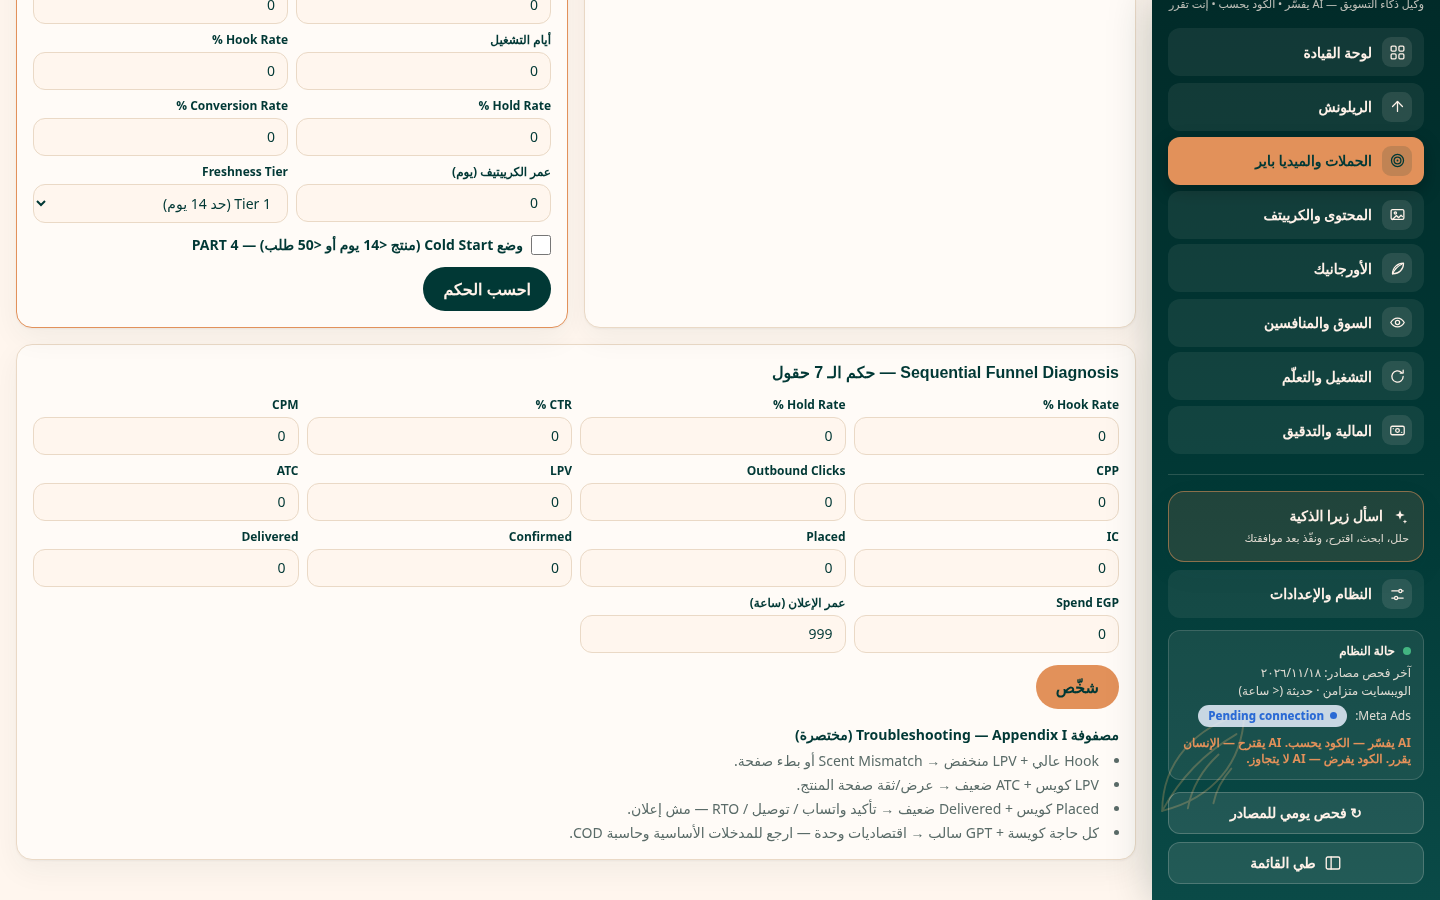 وكيل ذكاء التسويق — AI يفسّر • الكود يحسب • إنت تقرر
لوحة القيادة
الريلونش
الحملات والميديا باير
المحتوى والكرييتف
الأورجانيك
السوق والمنافسين
التشغيل والتعلّم
المالية والتدقيق
اسأل زيرا الذكية
حلل، ابحث، اقترح، ونفّذ بعد موافقتك
النظام والإعدادات
حالة النظام
آخر فحص مصادر: ٢٠٢٦/١١/١٨
الويبسايت متزامن · حديثة (< ساعة)
Meta Ads: Pending connection
AI يفسّر — الكود يحسب. AI يقترح — الإنسان
يقرر. الكود يفرض — AI لا يتجاوز.
↻ فحص يومي للمصادر
طي القائمة
0 0
أيام التشغيل % Hook Rate
0 0
% Hold Rate % Conversion Rate
0 0
عمر الكرييتيف (يوم) Freshness Tier
0 Tier 1 (حد 14 يوم)
وضع Cold Start (منتج <14 يوم أو <50 طلب) — PART 4
احسب الحكم
Sequential Funnel Diagnosis — حكم الـ 7 حقول
% Hook Rate % Hold Rate % CTR CPM
0 0 0 0
CPP Outbound Clicks LPV ATC
0 0 0 0
IC Placed Confirmed Delivered
0 0 0 0
Spend EGP عمر الإعلان (ساعة)
0 999
شخّص
مصفوفة Troubleshooting — Appendix I (مختصرة)
• Hook عالي + LPV منخفض → Scent Mismatch أو بطء صفحة.
• LPV كويس + ATC ضعيف → عرض/ثقة صفحة المنتج.
• Placed كويس + Delivered ضعيف → تأكيد واتساب / توصيل / RTO — مش إعلان.
• كل حاجة كويسة + GPT سالب → اقتصاديات وحدة — ارجع للمدخلات الأساسية وحاسبة COD.